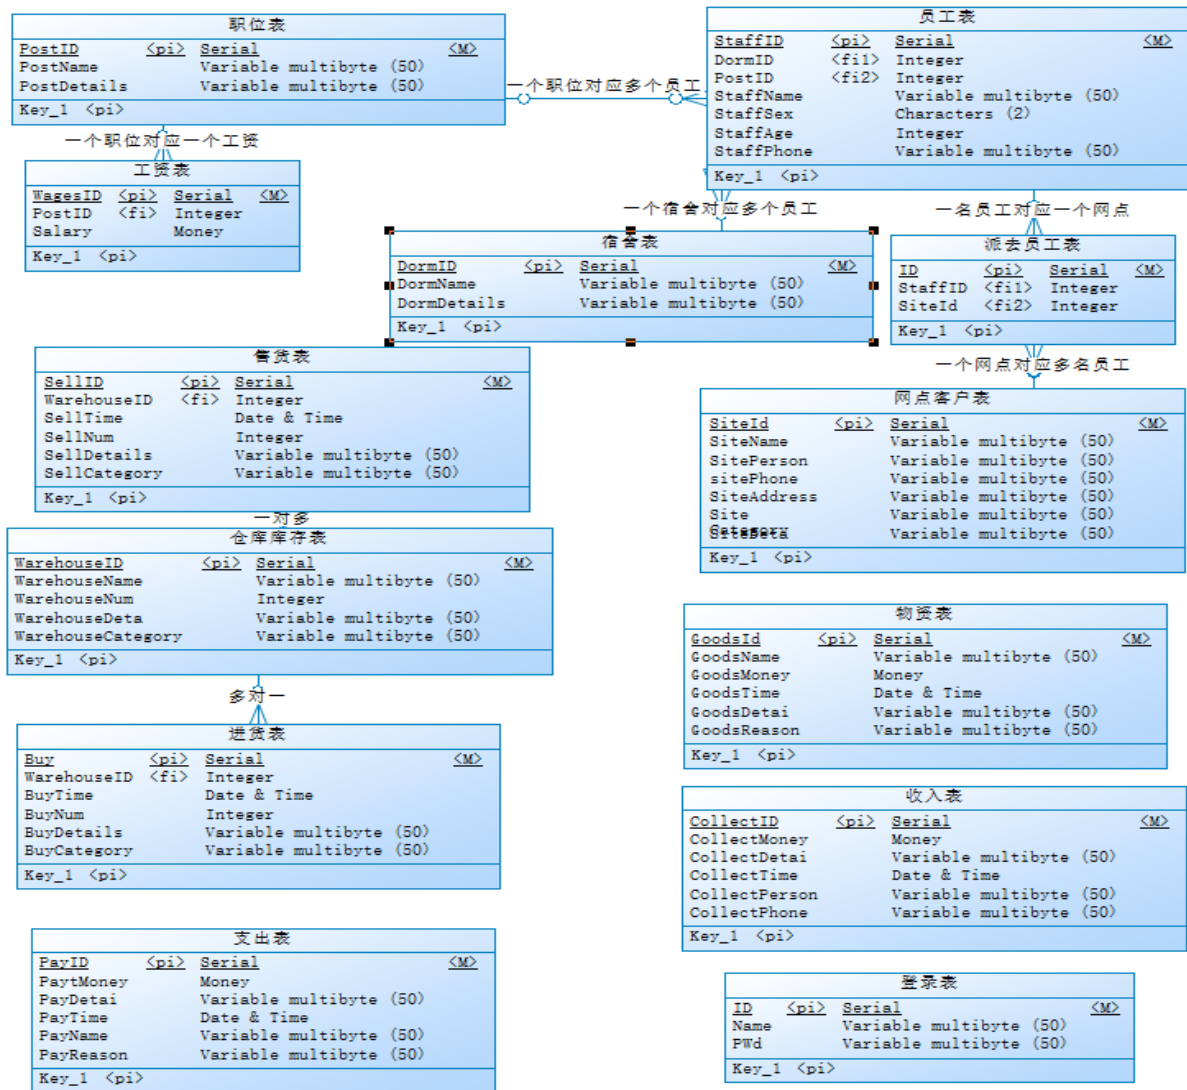 职位表
PostID <pi> Serial <M>
PostName Variable multibyte (50)
PostDetails Variable multibyte (50)
Key_1 <pi>
一个职位对应多个员工
员工表
StaffID <pi> Serial <M>
DormID <fi1> Integer
PostID <fi2> Integer
StaffName Variable multibyte (50)
StaffSex Characters (2)
StaffAge Integer
StaffPhone Variable multibyte (50)
Key_1 <pi>
一个职位对应一个工资
工资表
WagesID <pi> Serial <M>
PostID <fi> Integer
Salary Money
Key_1 <pi>
一个宿舍对应多个员工
一名员工对应一个网点
宿舍表
DormID <pi> Serial <M>
DormName Variable multibyte (50)
DormDetails Variable multibyte (50)
Key_1 <pi>
派去员工表
ID <pi> Serial <M>
StaffID <fi1> Integer
SiteId <fi2> Integer
Key_1 <pi>
一个网点对应多名员工
售货表
SellID <pi> Serial <M>
WarehouseID <fi> Integer
SellTime Date & Time
SellNum Integer
SellDetails Variable multibyte (50)
SellCategory Variable multibyte (50)
Key_1 <pi>
网点客户表
SiteId <pi> Serial <M>
SiteName Variable multibyte (50)
SitePerson Variable multibyte (50)
sitePhone Variable multibyte (50)
SiteAddress Variable multibyte (50)
Site Variable multibyte (50)
Category
SiteDeta Variable multibyte (50)
Key_1 <pi>
一对多
仓库库存表
WarehouseID <pi> Serial <M>
WarehouseName Variable multibyte (50)
WarehouseNum Integer
WarehouseDeta Variable multibyte (50)
WarehouseCategory Variable multibyte (50)
Key_1 <pi>
多对一
进货表
Buy <pi> Serial <M>
WarehouseID <fi> Integer
BuyTime Date & Time
BuyNum Integer
BuyDetails Variable multibyte (50)
BuyCategory Variable multibyte (50)
Key_1 <pi>
物资表
GoodsId <pi> Serial <M>
GoodsName Variable multibyte (50)
GoodsMoney Money
GoodsTime Date & Time
GoodsDetai Variable multibyte (50)
GoodsReason Variable multibyte (50)
Key_1 <pi>
收入表
CollectID <pi> Serial <M>
CollectMoney Money
CollectDetai Variable multibyte (50)
CollectTime Date & Time
CollectPerson Variable multibyte (50)
CollectPhone Variable multibyte (50)
Key_1 <pi>
支出表
PayID <pi> Serial <M>
PaytMoney Money
PayDetai Variable multibyte (50)
PayTime Date & Time
PayName Variable multibyte (50)
PayReason Variable multibyte (50)
Key_1 <pi>
登录表
ID <pi> Serial <M>
Name Variable multibyte (50)
PWd Variable multibyte (50)
Key_1 <pi>